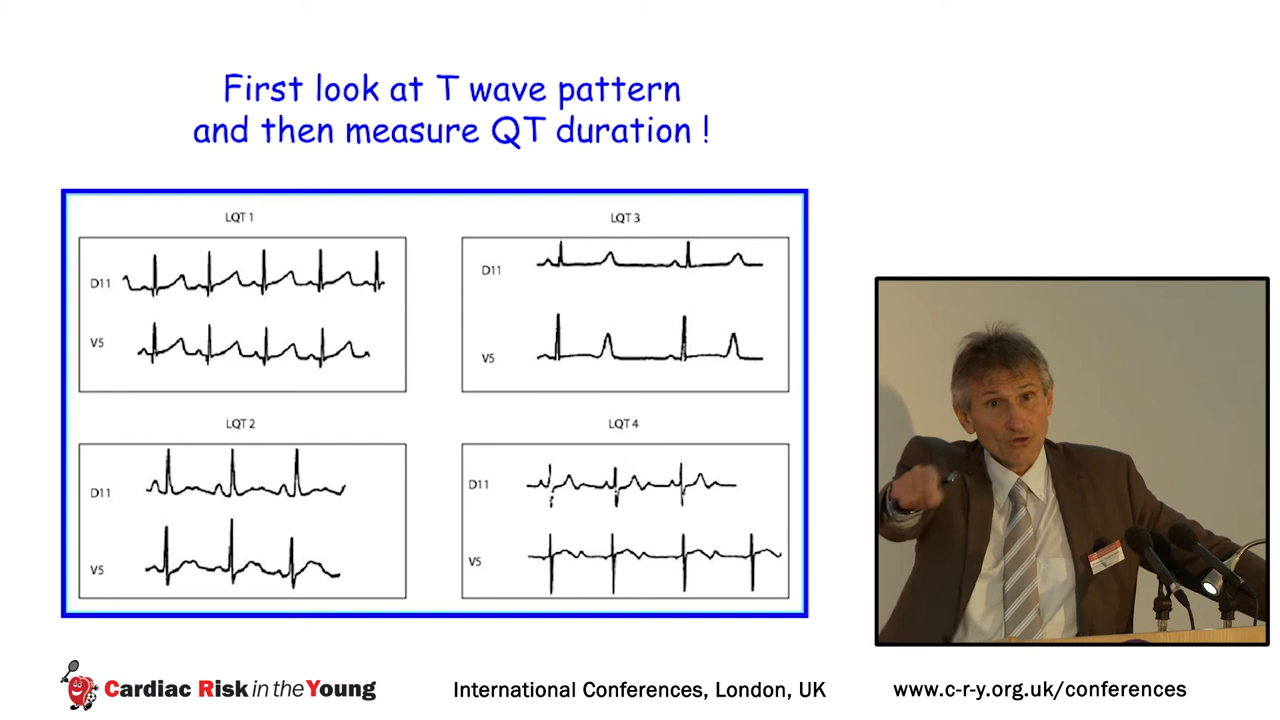 First look at T wave pattern
and then measure QT duration !
LQT 1
D11
V5
LQT 3
D11
V5
LQT 2
D11
V5
LQT 4
D11
V5
Cardiac Risk in the Young
International Conferences, London, UK
www.c-r-y.org.uk/conferences